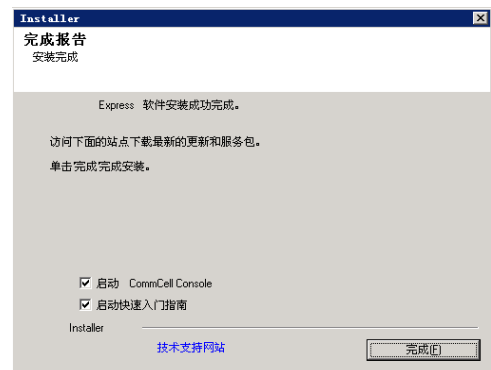 Installer
完成报告
安装完成
Express 软件安装成功完成。
访问下面的站点下载最新的更新和服务包。
单击完成完成安装。
启动 CommCell Console
启动快速入门指南
Installer
技术支持网站
完成(F)